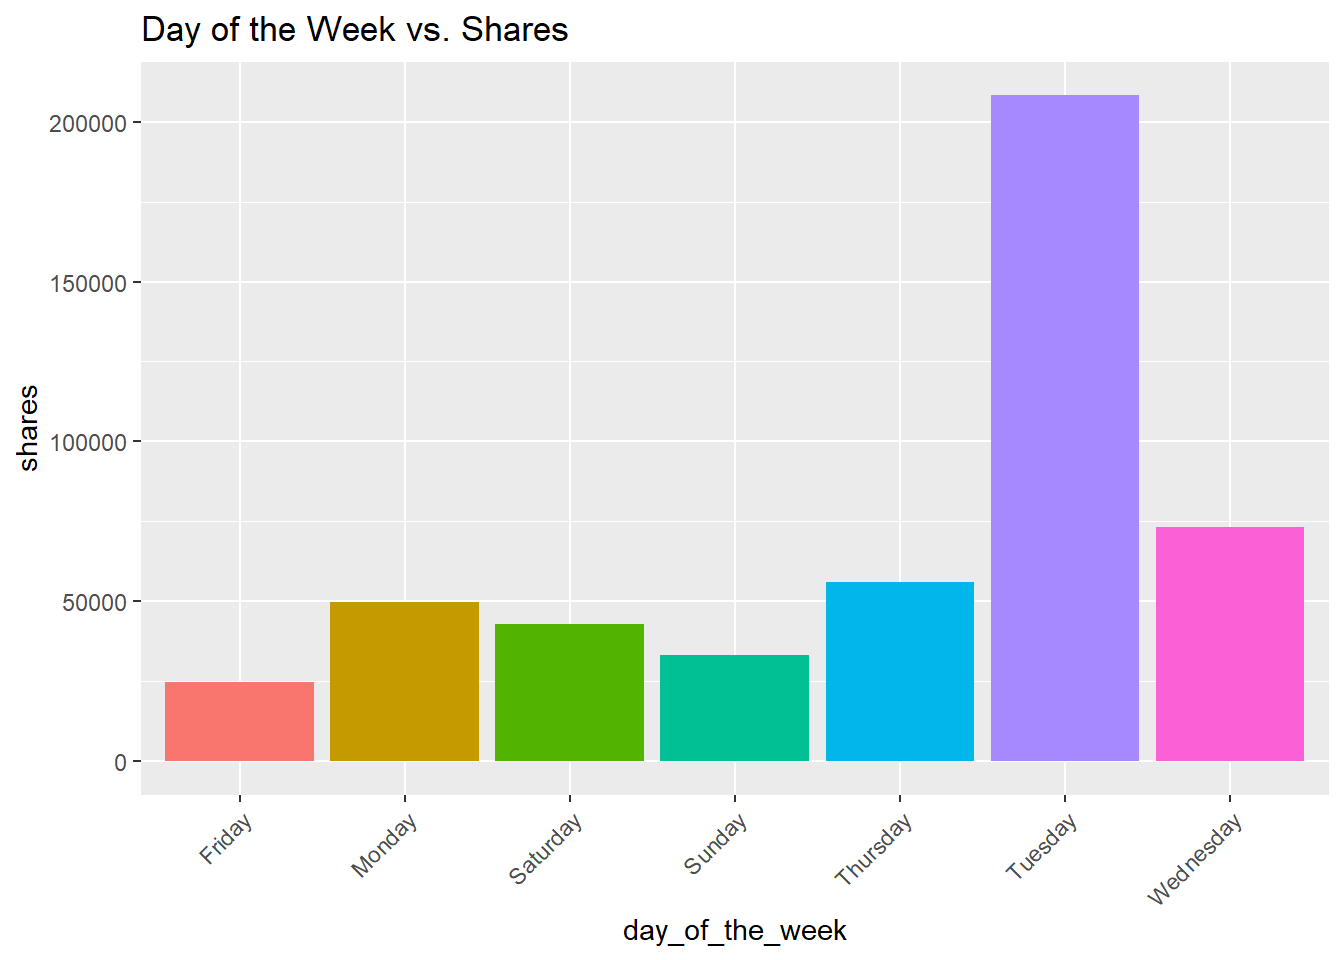 Day of the Week vs. Shares
200000
150000
100000
50000
0
shares
Friday
Monday
Saturday
Sunday
Thursday
Tuesday
Wednesday
day_of_the_week